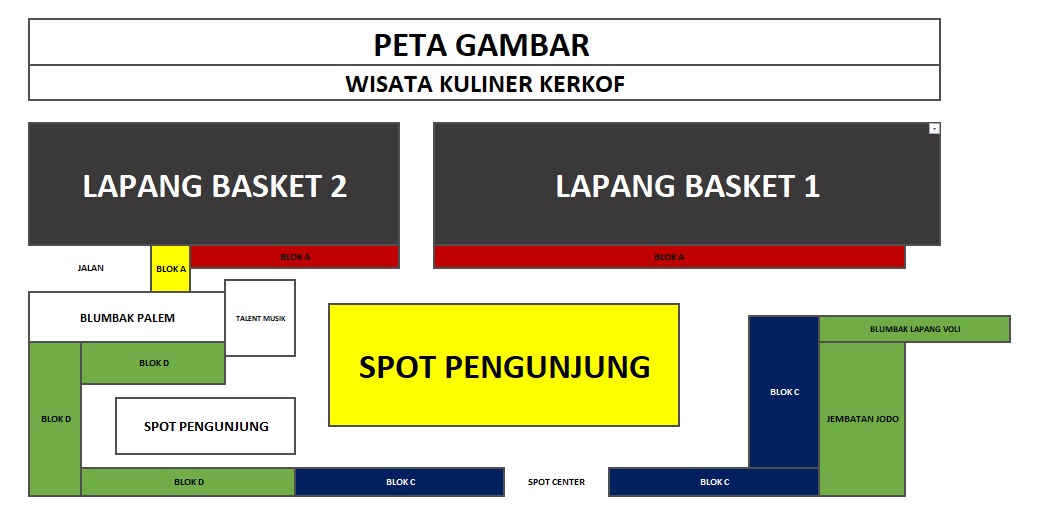 PETA GAMBAR
WISATA KULINER KERKOF
LAPANG BASKET 2
LAPANG BASKET 1
BLOK A
BLOK A
JALAN
BLOK A
BLUMBAK PALEM
TALENT MUSIK
BLUMBAK LAPANG VOLI
BLOK D
SPOT PENGUNJUNG
BLOK C
BLOK D
SPOT PENGUNJUNG
JEMBATAN JODO
BLOK D
BLOK C
SPOT CENTER
BLOK C